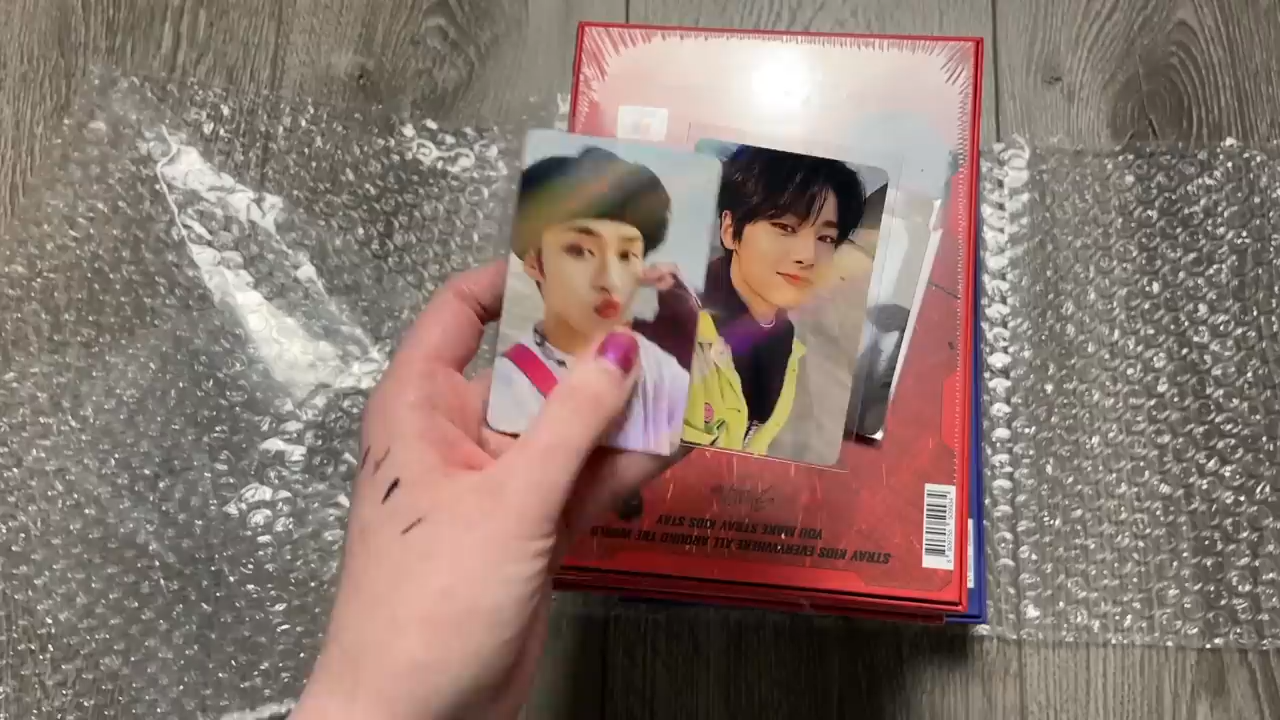 STRAY KIDS EVERYWHERE ALL AROUND THE WORLD
YOU MAKE STRAY KIDS STAY